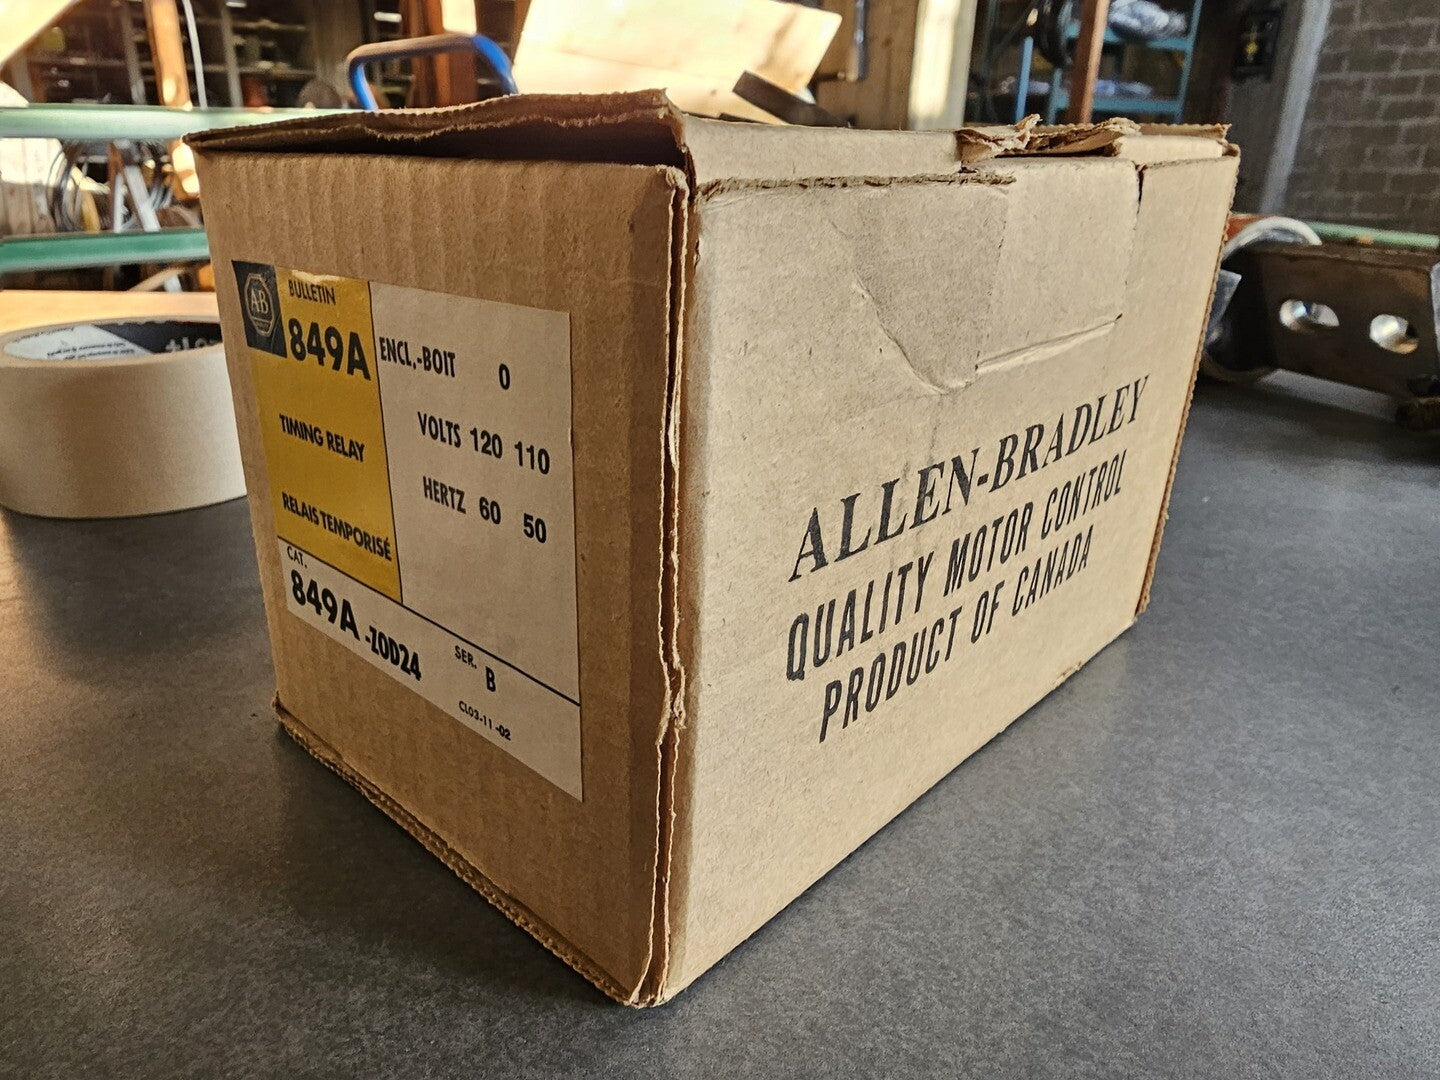 AB
BULLETIN
849A
TIMING RELAY
RELAIS TEMPORISÉ
ENCL.-BOIT 0
VOLTS 120 110
HERTZ 60 50
CAT.
849A -ZOD24
SER. B
CL03-11-02
ALLEN-BRADLEY
QUALITY MOTOR CONTROL
PRODUCT OF CANADA